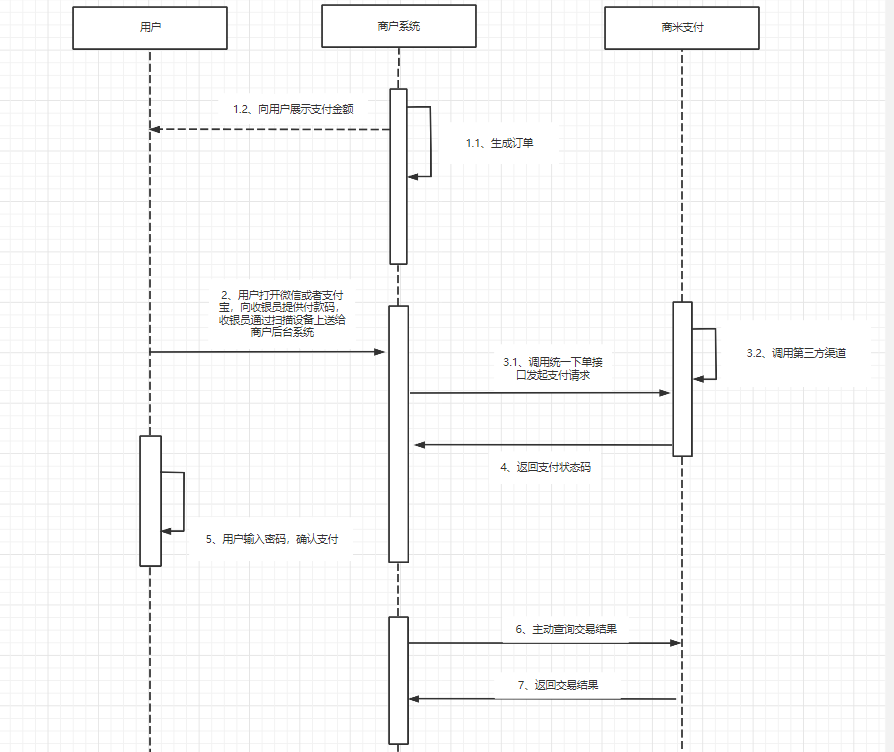 用户
商户系统
商米支付
1.2、向用户展示支付金额
1.1、生成订单
2、用户打开微信或者支付
宝，向收银员提供付款码，
收银员通过扫描设备上送给
商户后台系统
3.1、调用统一下单接
口发起支付请求
3.2、调用第三方渠道
4、返回支付状态码
5、用户输入密码，确认支付
6、主动查询交易结果
7、返回交易结果